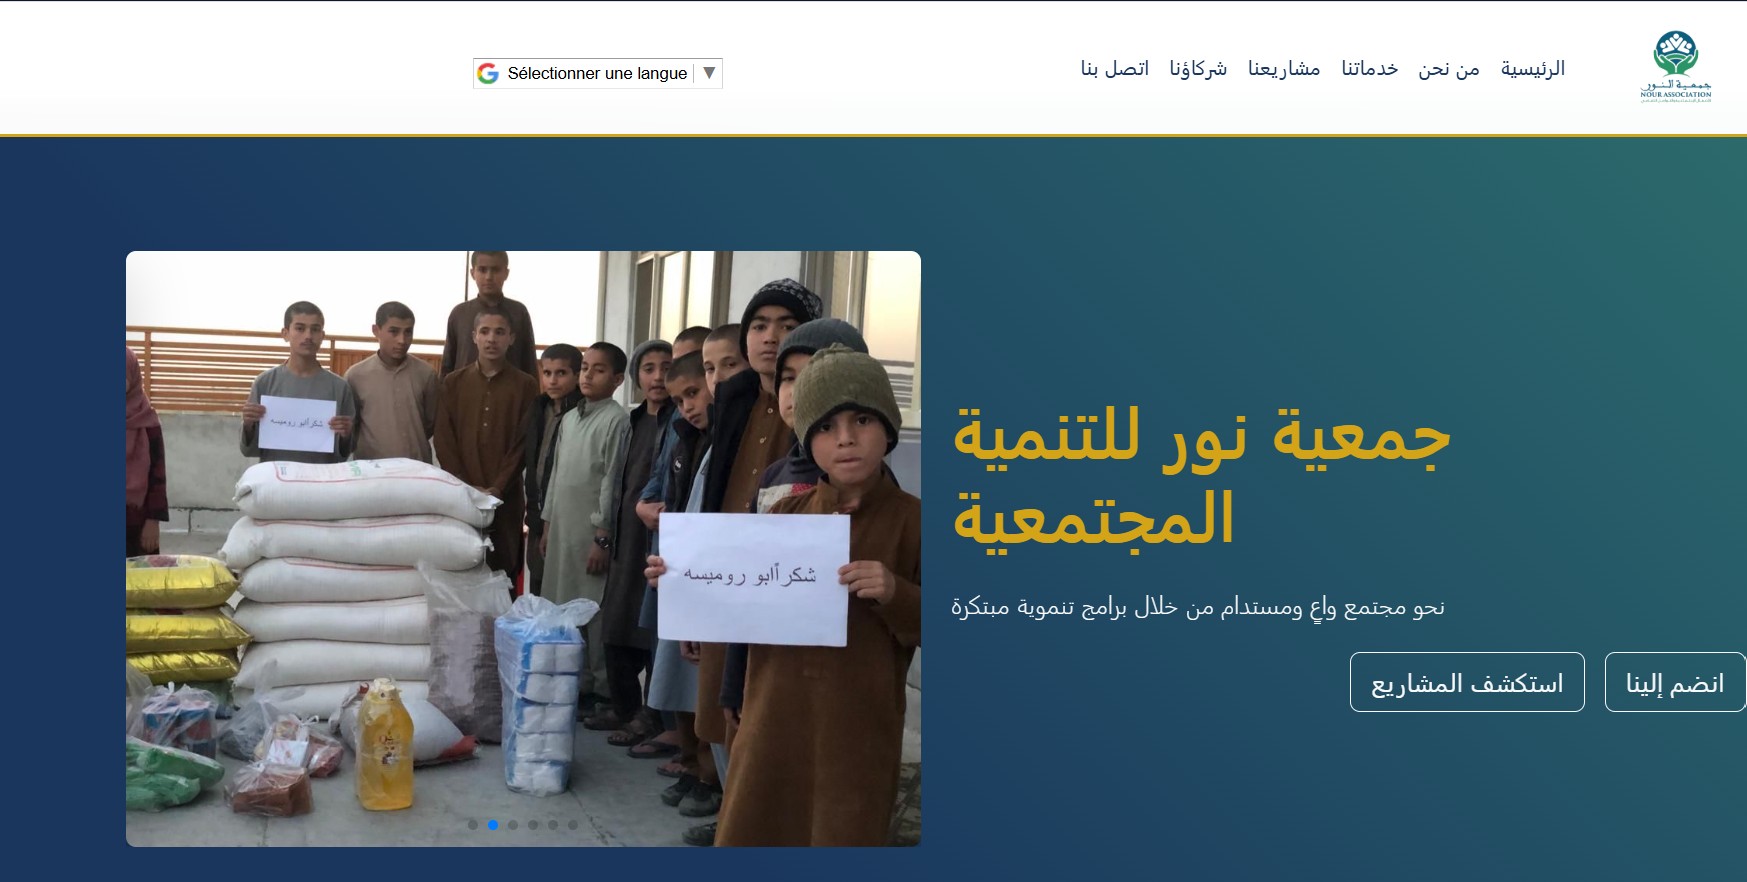 جمعية النور
NOUR ASSOCIATION
الرئيسية
من نحن
خدماتنا
مشاريعنا
شركاؤنا
اتصل بنا
Sélectionner une langue ▼
جمعية نور للتنمية
المجتمعية
نحو مجتمع واعٍ ومستدام من خلال برامج تنموية مبتكرة
انضم إلينا
استكشف المشاريع
شكراًابو روميسه
شكراًابو روميسه